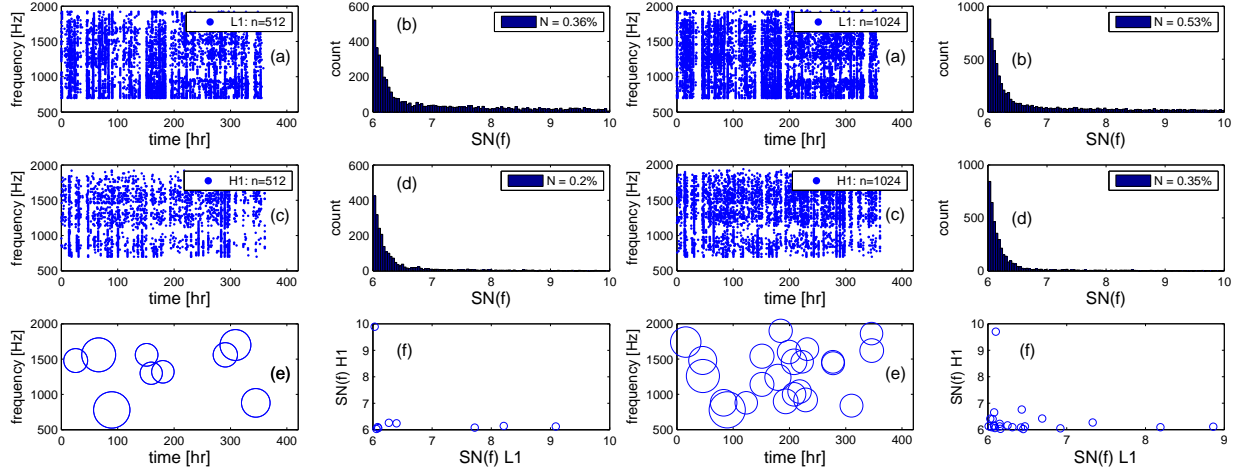 2000
1500
1000
500
0
100
200
300
400
frequency [Hz]
time [hr]
L1: n=512
(a)
600
400
200
0
6
7
8
9
10
count
SN(f)
N = 0.36%
(b)
2000
1500
1000
500
0
100
200
300
400
frequency [Hz]
time [hr]
L1: n=1024
(a)
1000
500
0
6
7
8
9
10
count
SN(f)
N = 0.53%
(b)
2000
1500
1000
500
0
100
200
300
400
frequency [Hz]
time [hr]
H1: n=512
(c)
600
400
200
0
6
7
8
9
10
count
SN(f)
N = 0.2%
(d)
2000
1500
1000
500
0
100
200
300
400
frequency [Hz]
time [hr]
H1: n=1024
(c)
1000
500
0
6
7
8
9
10
count
SN(f)
N = 0.35%
(d)
2000
1500
1000
500
0
100
200
300
400
frequency [Hz]
time [hr]
(e)
10
9
8
7
6
6
7
8
9
10
SN(f) H1
SN(f) L1
(f)
2000
1500
1000
500
0
100
200
300
400
frequency [Hz]
time [hr]
(e)
10
9
8
7
6
6
7
8
9
SN(f) H1
SN(f) L1
(f)